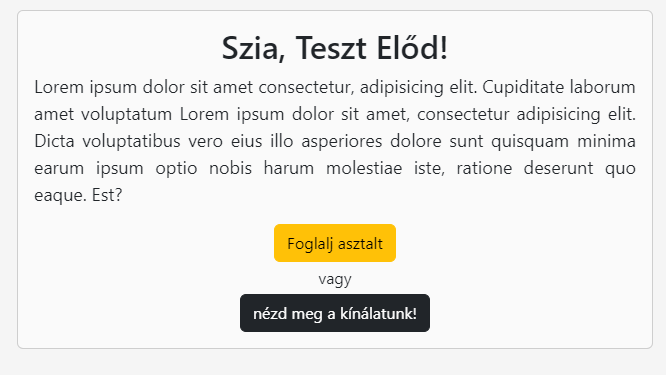 Szia, Teszt Előd!
Lorem ipsum dolor sit amet consectetur, adipisicing elit. Cupiditate laborum
amet voluptatum Lorem ipsum dolor sit amet, consectetur adipisicing elit.
Dicta voluptatibus vero eius illo asperiores dolore sunt quisquam minima
earum ipsum optio nobis harum molestiae iste, ratione deserunt quo
eaque. Est?
Foglalj asztalt
vagy
nézd meg a kínálatunk!